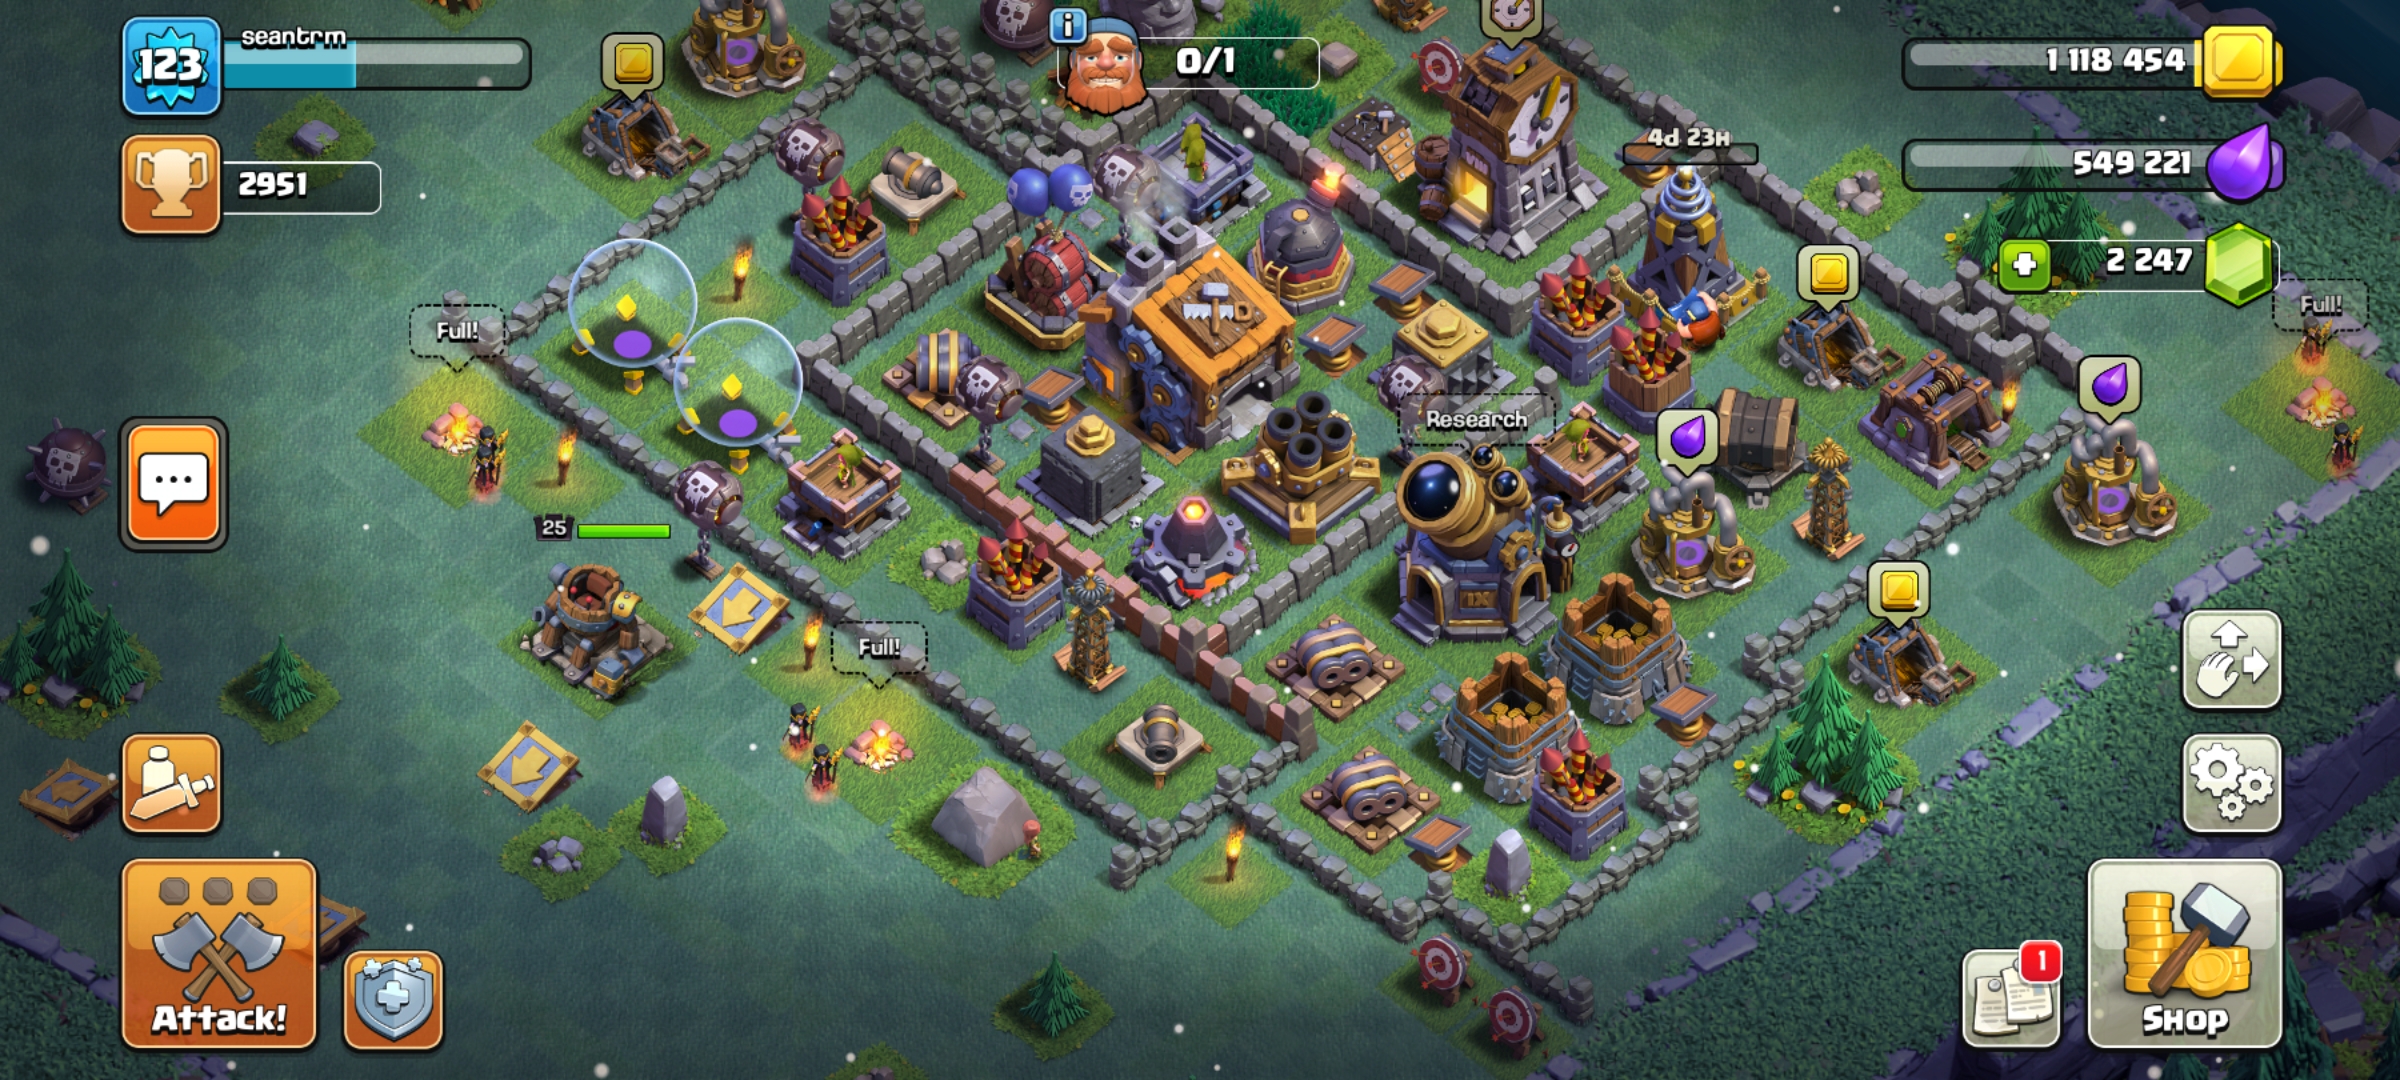 123
seantrm
0/1
1 118 454
4d 23H
549 221
2951
2 247
Full!
Full!
Research
25
IX
Full!
1
Attack!
Shop